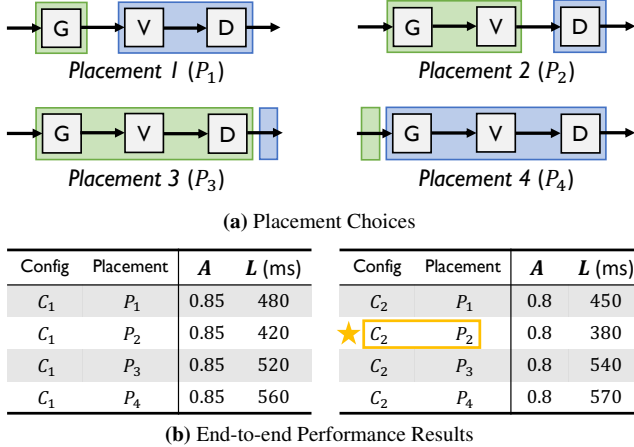 G V D G V D
Placement 1 (P₁) Placement 2 (P₂)
G V D G V D
Placement 3 (P₃) Placement 4 (P₄)
(a) Placement Choices
Config Placement A L (ms) Config Placement A L (ms)
C₁ P₁ 0.85 480 C₂ P₁ 0.8 450
C₁ P₂ 0.85 420 C₂ P₂ 0.8 380
C₁ P₃ 0.85 520 C₂ P₃ 0.8 540
C₁ P₄ 0.85 560 C₂ P₄ 0.8 570
(b) End-to-end Performance Results